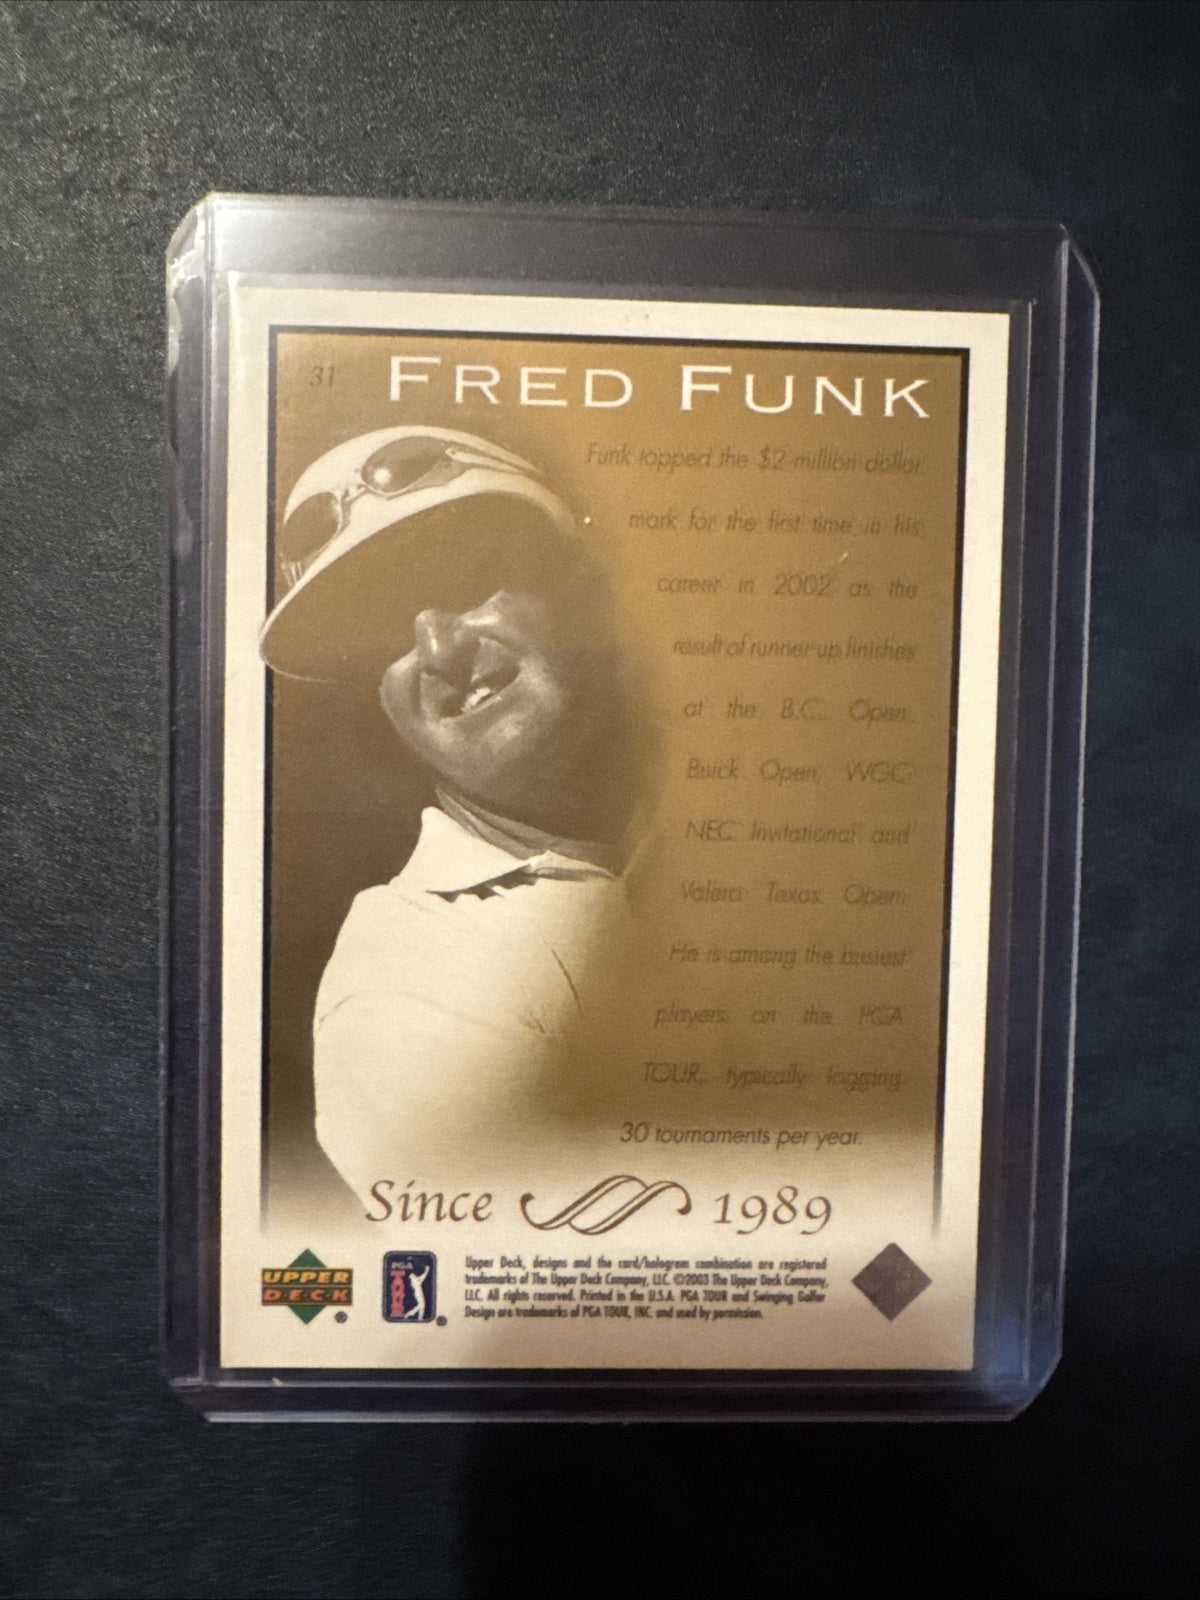 31 FRED FUNK
Funk topped the $2 million dollar
mark for the first time in his
career in 2002 as the
result of runner-up finishes
at the B.C. Open,
Buick Open, WGC-
NEC Invitational and
Valero Texas Open.
He is among the busiest
players on the PGA
TOUR, typically logging
30 tournaments per year.
Since 1989
UPPER
DECK
®
PGA
TOUR
®
Upper Deck, designs and the card/hologram combination are registered
trademarks of The Upper Deck Company, LLC. ©2003 The Upper Deck Company,
LLC. All rights reserved. Printed in the U.S.A. PGA TOUR and Swinging Golfer
Design are trademarks of PGA TOUR, INC. and used by permission.